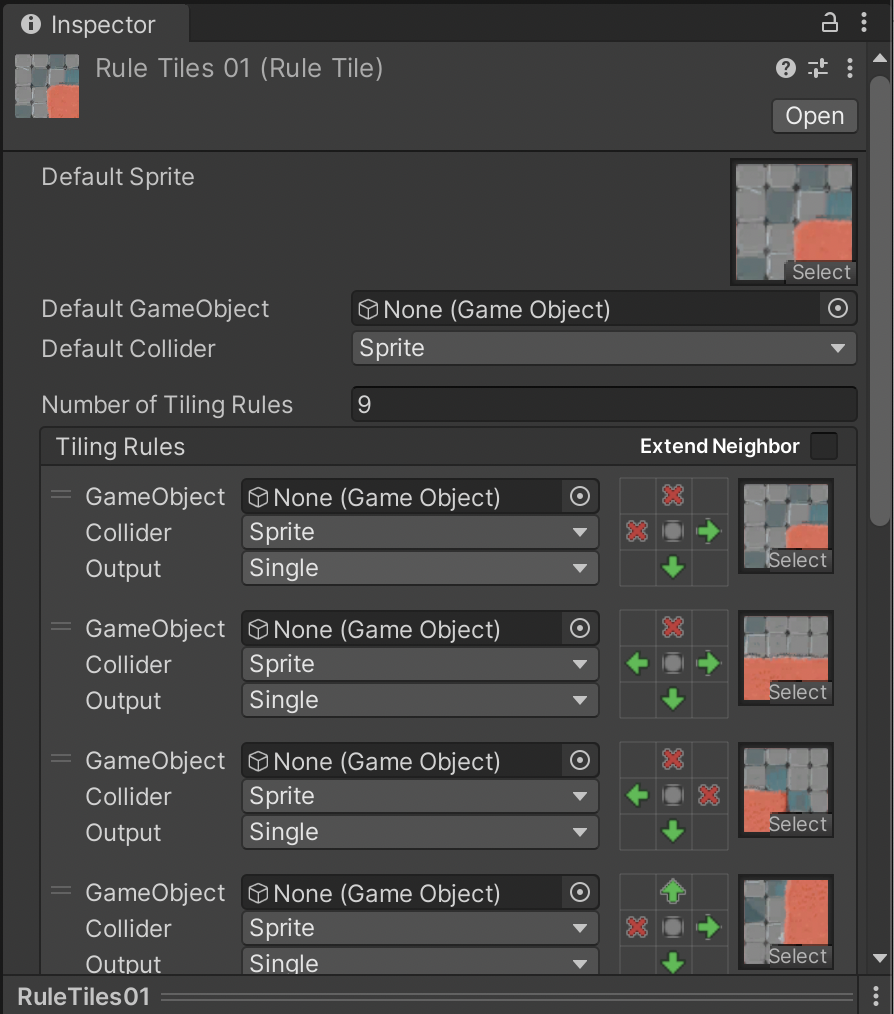 Inspector
Rule Tiles 01 (Rule Tile)
Open
Default Sprite
Select
Default GameObject None (Game Object)
Default Collider Sprite
Number of Tiling Rules 9
Tiling Rules Extend Neighbor
GameObject None (Game Object)
Collider Sprite
Output Single
Select
GameObject None (Game Object)
Collider Sprite
Output Single
Select
GameObject None (Game Object)
Collider Sprite
Output Single
Select
GameObject None (Game Object)
Collider Sprite
Output Single
Select
RuleTiles01